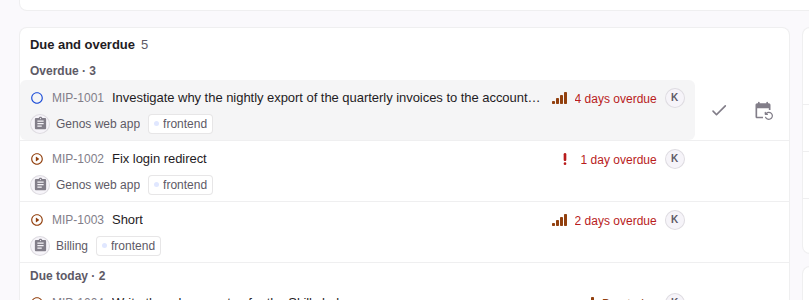 Due and overdue 5
Overdue · 3
MIP-1001 Investigate why the nightly export of the quarterly invoices to the account… 4 days overdue K
Genos web app frontend
MIP-1002 Fix login redirect 1 day overdue K
Genos web app frontend
MIP-1003 Short 2 days overdue K
Billing frontend
Due today · 2